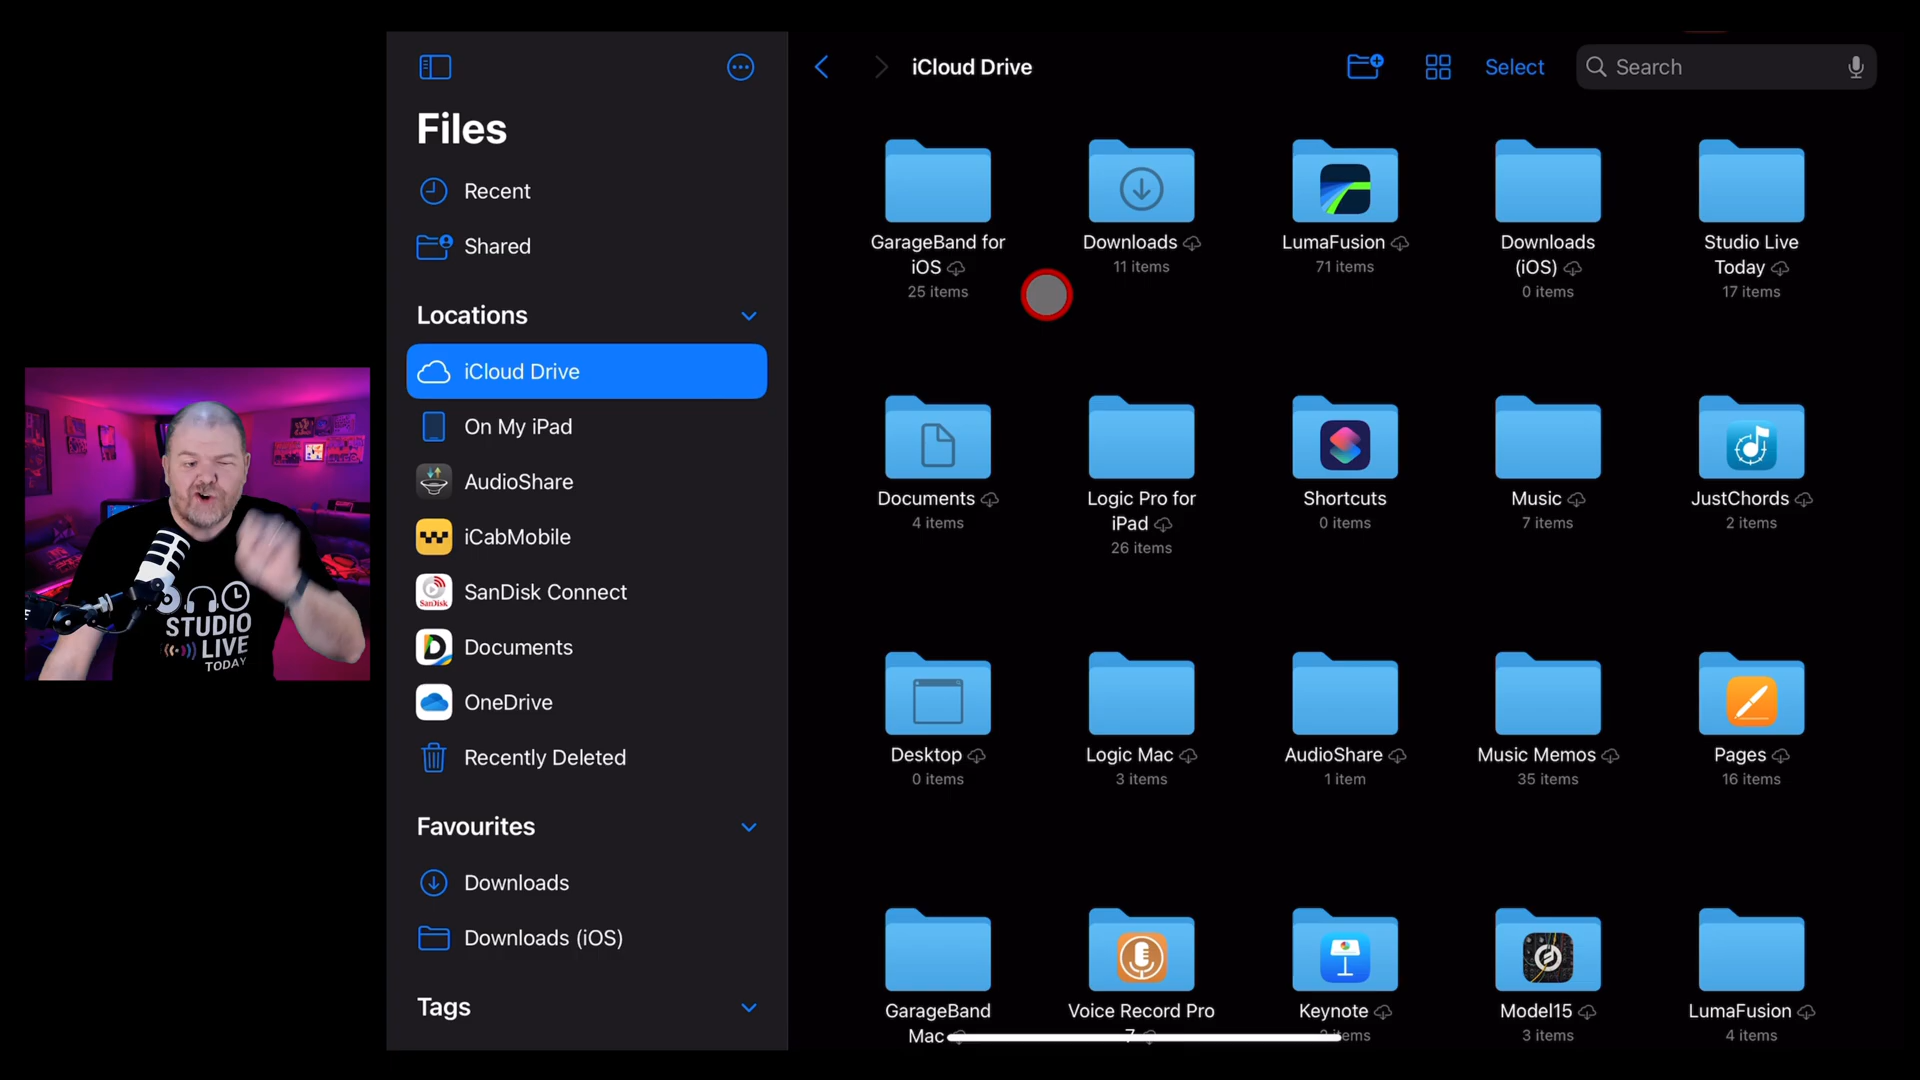 iCloud Drive
Select
Search
Files
Recent
Shared
Locations
iCloud Drive
On My iPad
AudioShare
iCabMobile
SanDisk Connect
SanDisk
Documents
OneDrive
Recently Deleted
Favourites
Downloads
Downloads (iOS)
Tags
GarageBand for
iOS
25 items
Downloads
11 items
LumaFusion
71 items
Downloads
(iOS)
0 items
Studio Live
Today
17 items
Documents
4 items
Logic Pro for
iPad
26 items
Shortcuts
0 items
Music
7 items
JustChords
2 items
Desktop
0 items
Logic Mac
3 items
AudioShare
1 item
Music Memos
35 items
Pages
16 items
GarageBand
Mac
Voice Record Pro
7
Keynote
items
Model15
3 items
LumaFusion
4 items
STUDIO
LIVE
TODAY